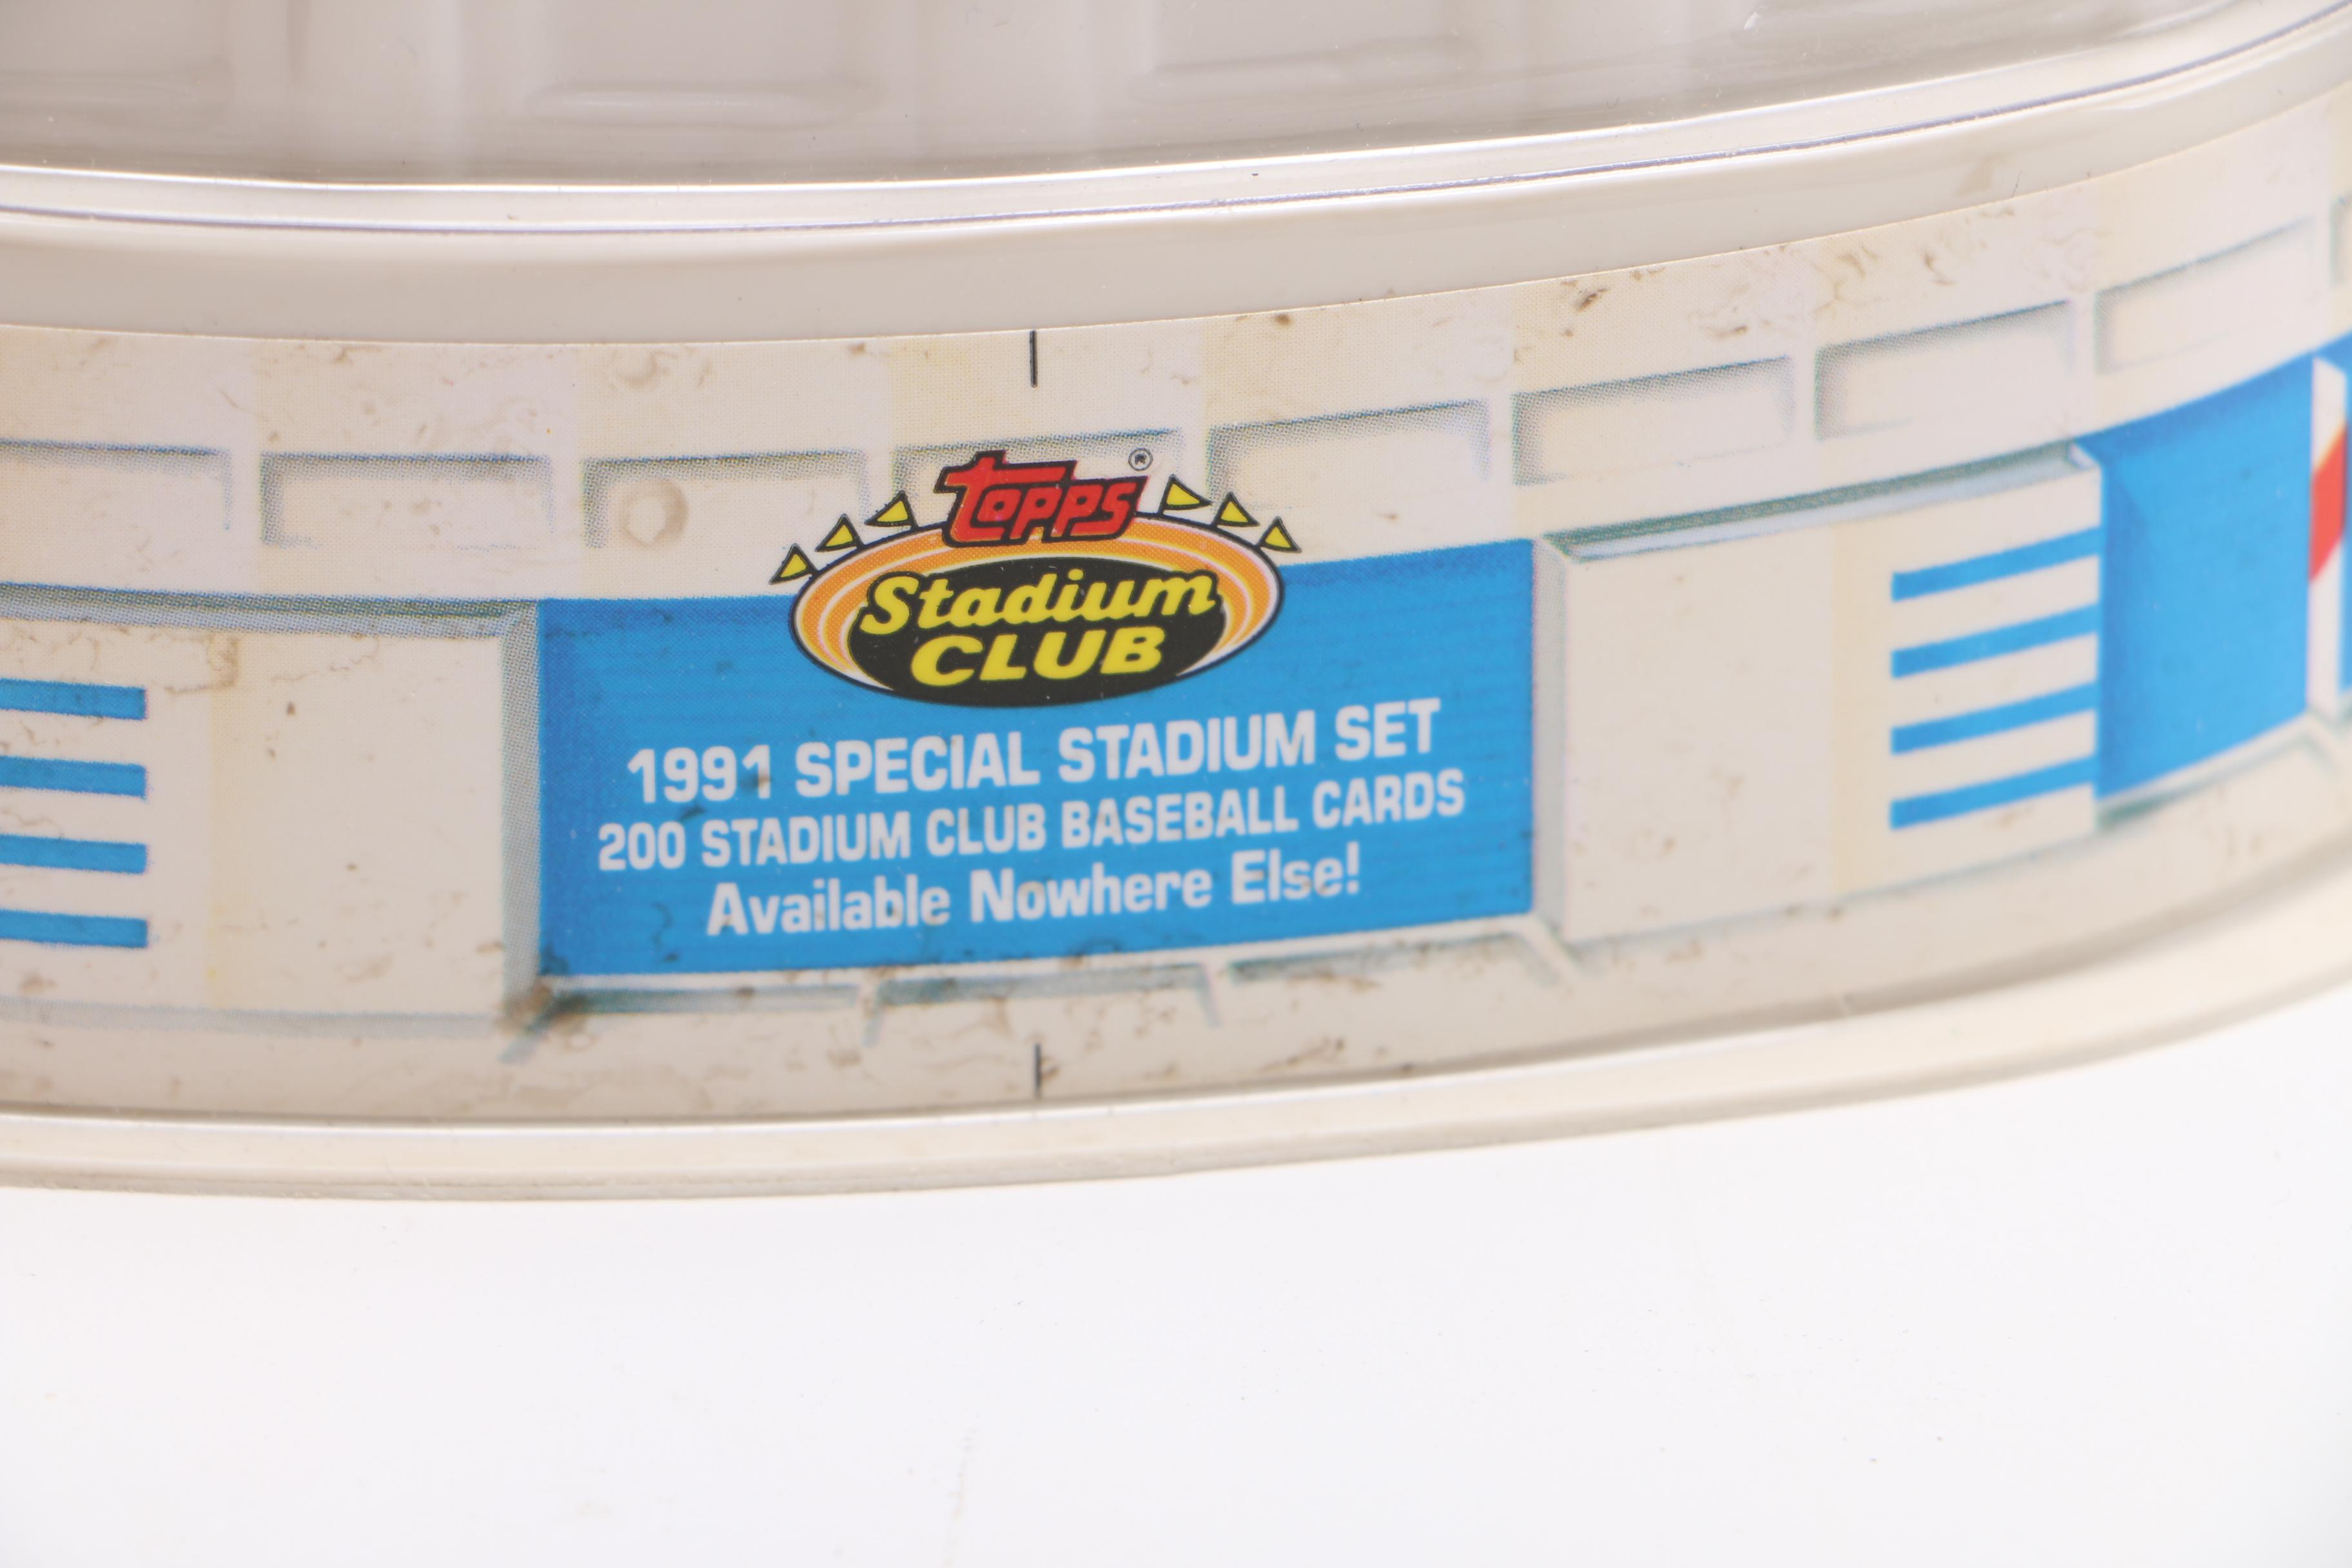 Topps ®
Stadium
CLUB
1991 SPECIAL STADIUM SET
200 STADIUM CLUB BASEBALL CARDS
Available Nowhere Else!